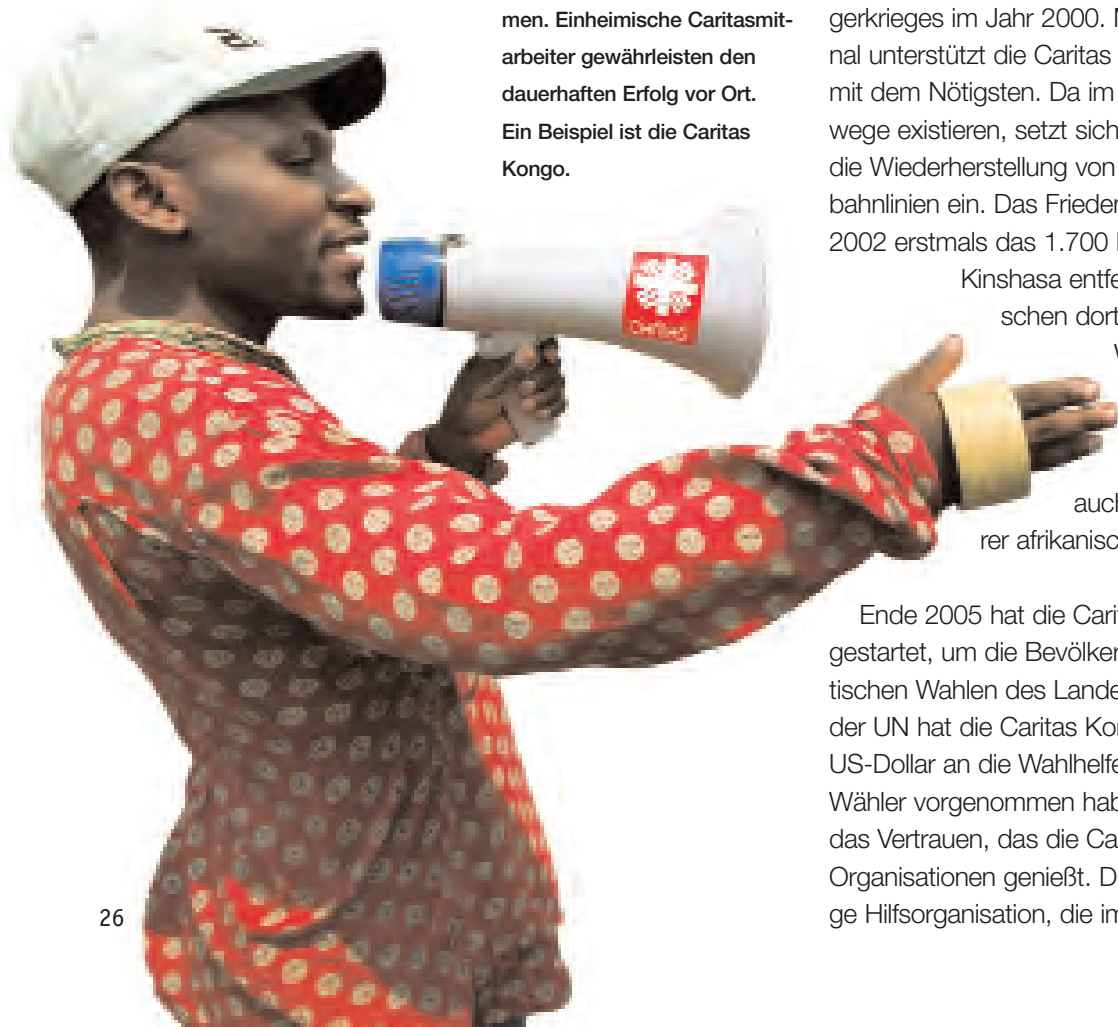 men. Einheimische Caritasmit-
arbeiter gewährleisten den
dauerhaften Erfolg vor Ort.
Ein Beispiel ist die Caritas
Kongo.
gerkrieges im Jahr 2000.
nal unterstützt die Caritas
mit dem Nötigsten. Da im
wege existieren, setzt sich
die Wiederherstellung von
bahnlinien ein. Das Frieden
2002 erstmals das 1.700
Kinshasa entfe
schen dort
auch
rer afrikanisc
Ende 2005 hat die Carit
gestartet, um die Bevölker
tischen Wahlen des Lande
der UN hat die Caritas Kon
US-Dollar an die Wahlhelfe
Wähler vorgenommen hab
das Vertrauen, das die Ca
Organisationen genießt. D
ge Hilfsorganisation, die im
CARITAS
26